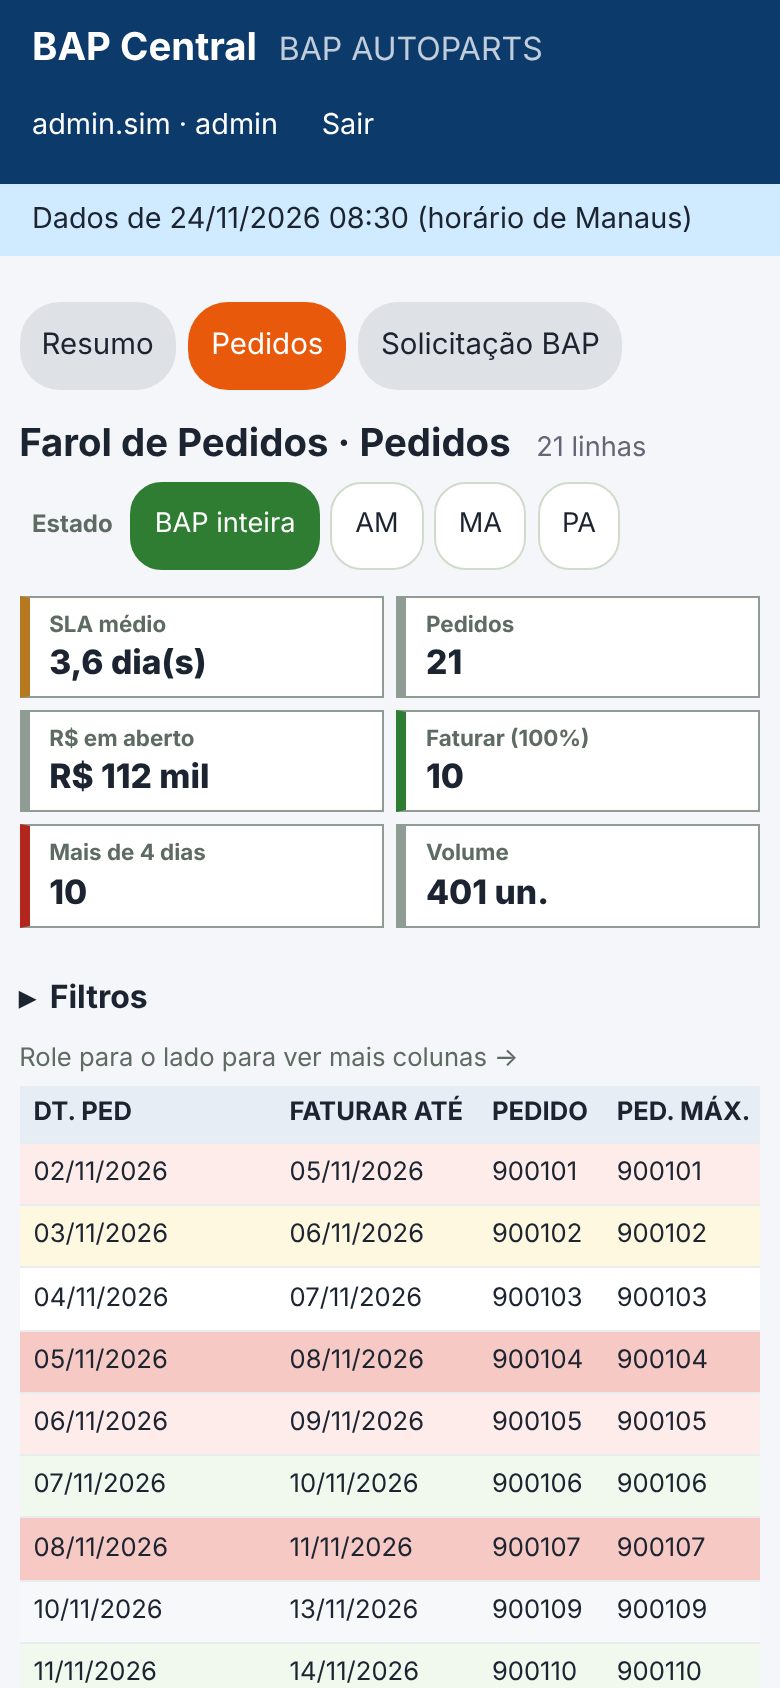 BAP Central BAP AUTOPARTS
admin.sim · admin Sair
Dados de 24/11/2026 08:30 (horário de Manaus)
Resumo Pedidos Solicitação BAP
Farol de Pedidos · Pedidos 21 linhas
Estado BAP inteira AM MA PA
SLA médio
3,6 dia(s)
Pedidos
21
R$ em aberto
R$ 112 mil
Faturar (100%)
10
Mais de 4 dias
10
Volume
401 un.
▸ Filtros
Role para o lado para ver mais colunas →
DT. PED FATURAR ATÉ PEDIDO PED. MÁX.
02/11/2026 05/11/2026 900101 900101
03/11/2026 06/11/2026 900102 900102
04/11/2026 07/11/2026 900103 900103
05/11/2026 08/11/2026 900104 900104
06/11/2026 09/11/2026 900105 900105
07/11/2026 10/11/2026 900106 900106
08/11/2026 11/11/2026 900107 900107
10/11/2026 13/11/2026 900109 900109
11/11/2026 14/11/2026 900110 900110